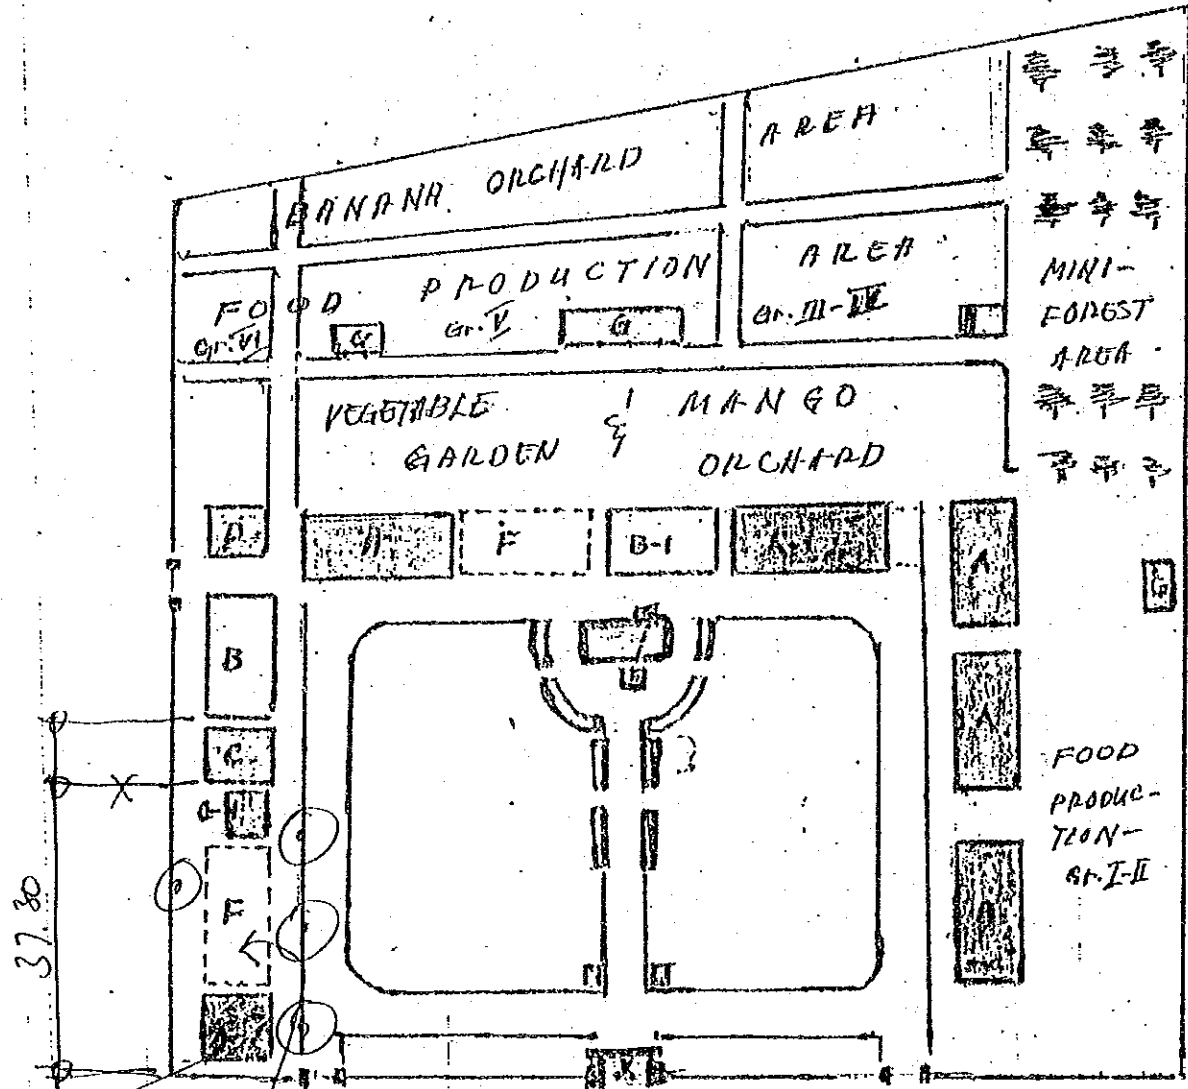 AREA
BANANA ORCHARD
FOOD PRODUCTION AREA
Gr. VI
G
Gr. V
G
Gr. III-IV
MINI-
FOREST
AREA
VEGETABLE & MANGO
GARDEN ORCHARD
D
A
F
B-1
A
G
B
A
C
FOOD
PRODUC-
TION-
Gr. I-II
F
A
37.30
X